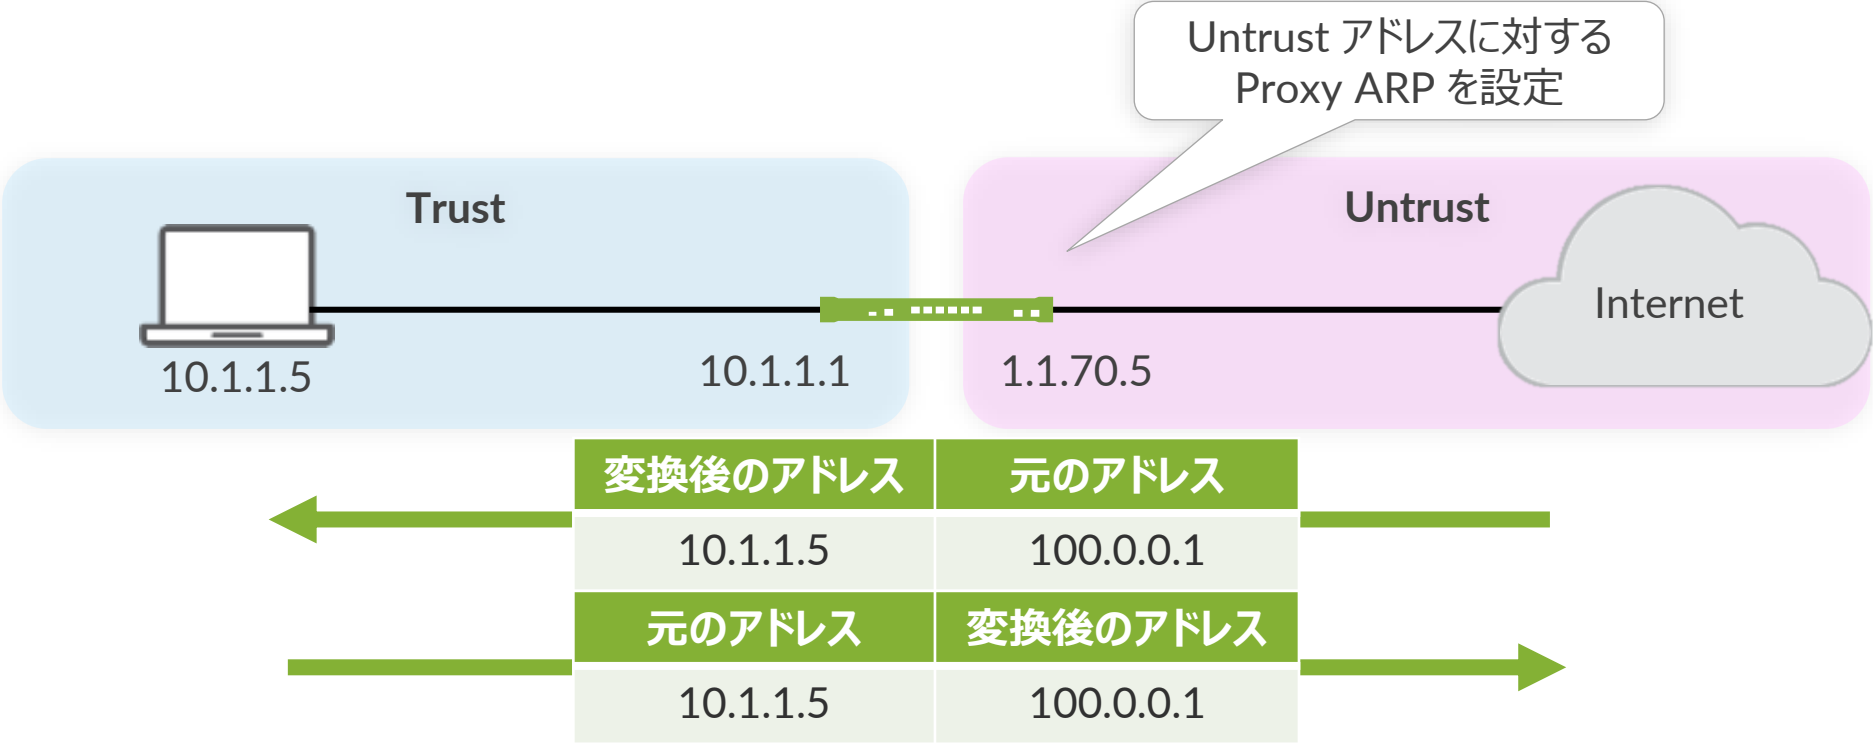 Untrust アドレスに対する
Proxy ARP を設定
Trust
Untrust
Internet
10.1.1.5
10.1.1.1
1.1.70.5
変換後のアドレス 元のアドレス
10.1.1.5 100.0.0.1
元のアドレス 変換後のアドレス
10.1.1.5 100.0.0.1